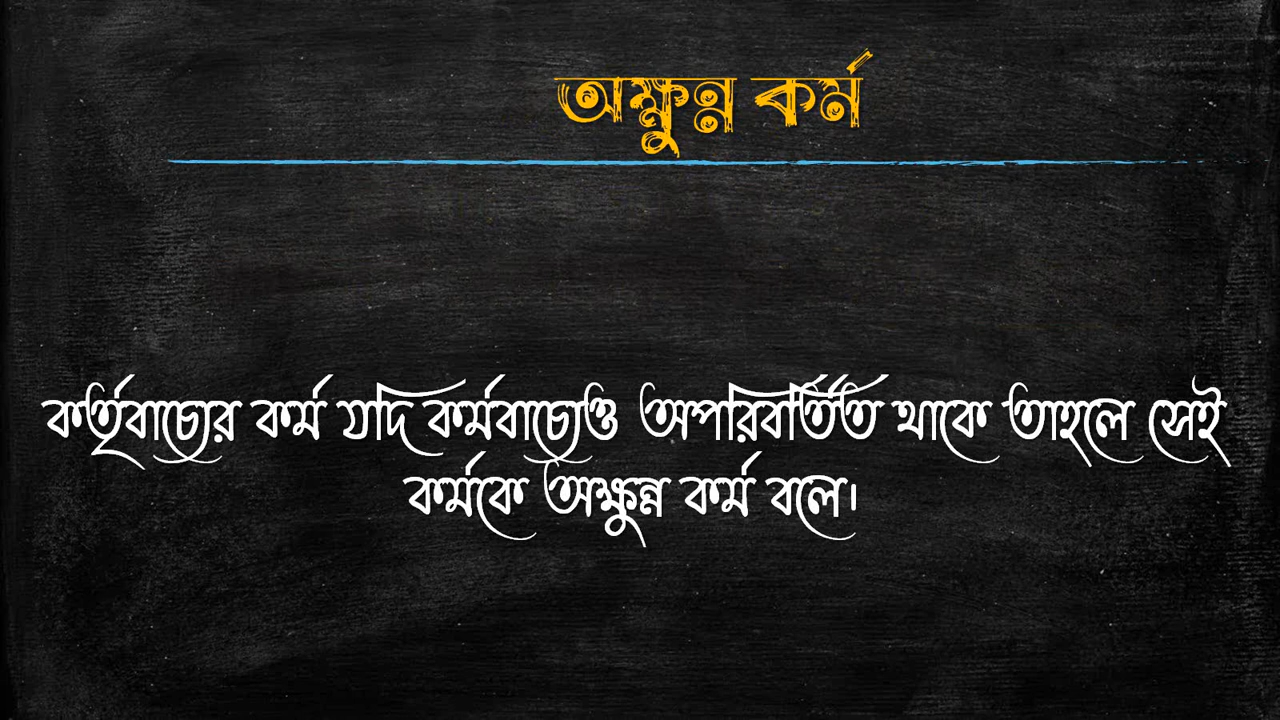 অক্ষুন্ন কর্ম
কর্তৃবাচ্যের কর্ম যদি কর্মবাচ্যেও অপরিবর্তিত থাকে তাহলে সেই
কর্মকে অক্ষুন্ন কর্ম বলে।